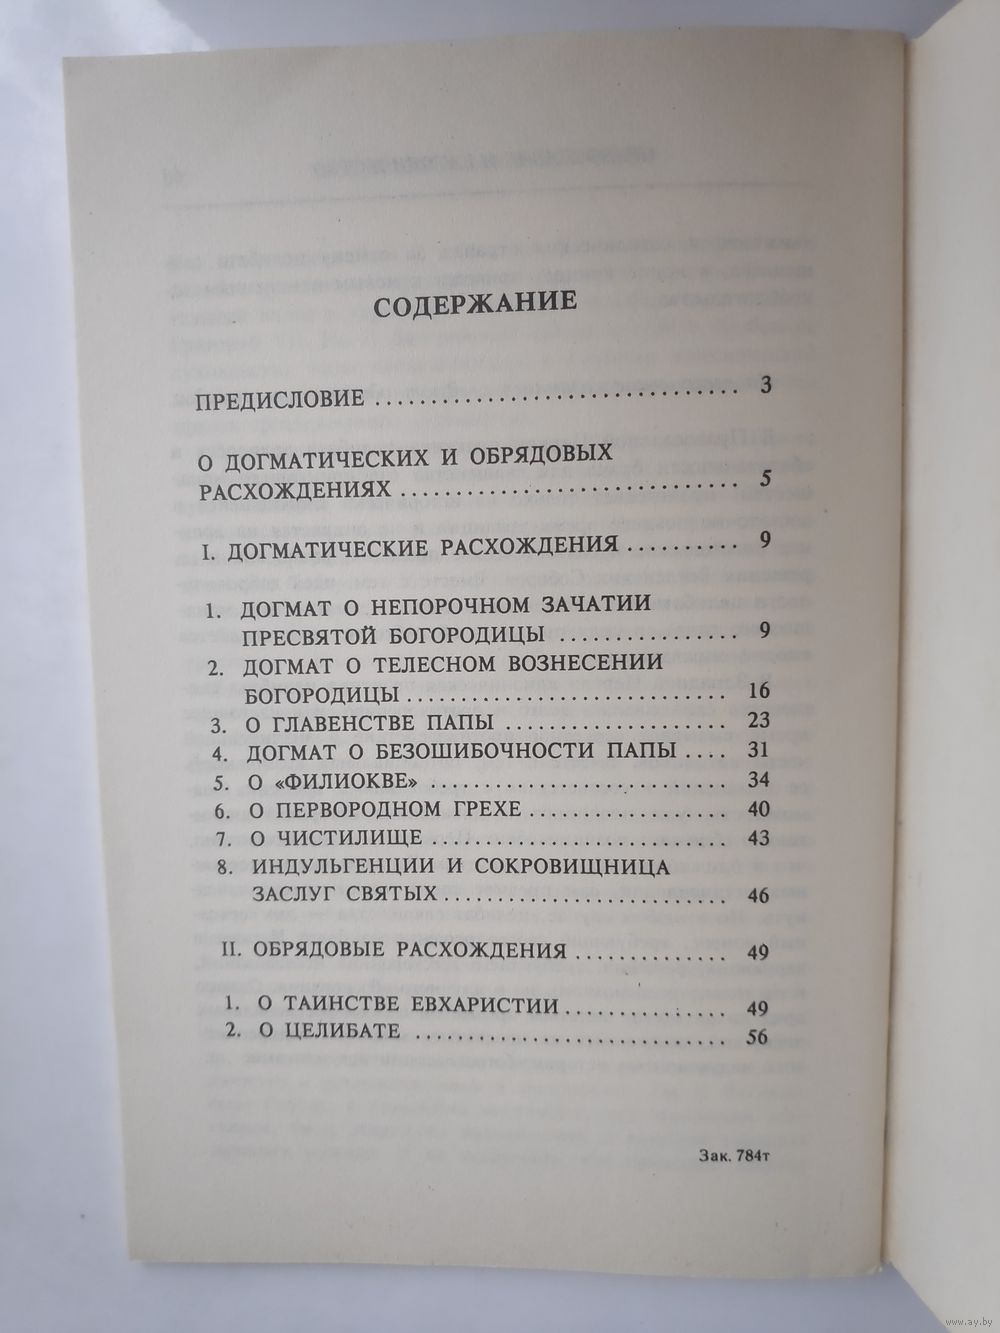 СОДЕРЖАНИЕ
ПРЕДИСЛОВИЕ ................................ 3
О ДОГМАТИЧЕСКИХ И ОБРЯДОВЫХ
РАСХОЖДЕНИЯХ .............................. 5
I. ДОГМАТИЧЕСКИЕ РАСХОЖДЕНИЯ .......... 9
1. ДОГМАТ О НЕПОРОЧНОМ ЗАЧАТИИ
ПРЕСВЯТОЙ БОГОРОДИЦЫ ................ 9
2. ДОГМАТ О ТЕЛЕСНОМ ВОЗНЕСЕНИИ
БОГОРОДИЦЫ ............................. 16
3. О ГЛАВЕНСТВЕ ПАПЫ .................... 23
4. ДОГМАТ О БЕЗОШИБОЧНОСТИ ПАПЫ .... 31
5. О «ФИЛИОКВЕ» ........................... 34
6. О ПЕРВОРОДНОМ ГРЕХЕ .................. 40
7. О ЧИСТИЛИЩЕ ........................... 43
8. ИНДУЛЬГЕНЦИИ И СОКРОВИЩНИЦА
ЗАСЛУГ СВЯТЫХ .......................... 46
II. ОБРЯДОВЫЕ РАСХОЖДЕНИЯ .............. 49
1. О ТАИНСТВЕ ЕВХАРИСТИИ ............... 49
2. О ЦЕЛИБАТЕ ............................ 56
Зак. 784т
www.ay.by